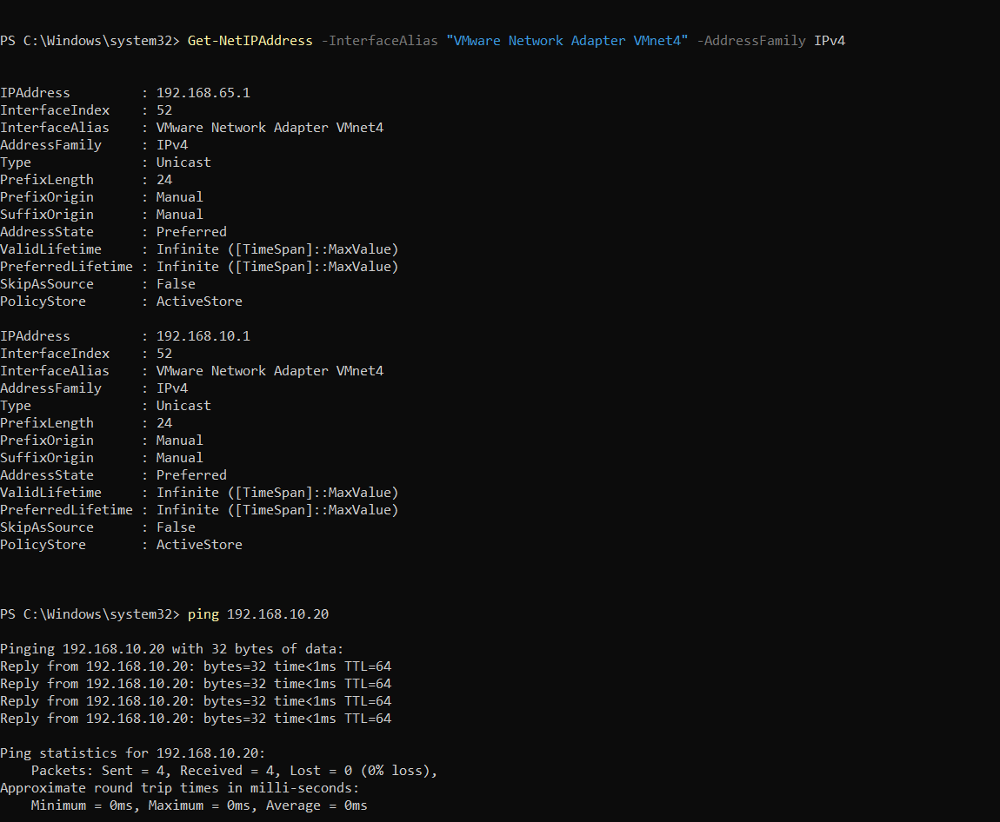 PS C:\Windows\system32> Get-NetIPAddress -InterfaceAlias "VMware Network Adapter VMnet4" -AddressFamily IPv4
IPAddress         : 192.168.65.1
InterfaceIndex    : 52
InterfaceAlias    : VMware Network Adapter VMnet4
AddressFamily     : IPv4
Type              : Unicast
PrefixLength      : 24
PrefixOrigin      : Manual
SuffixOrigin      : Manual
AddressState      : Preferred
ValidLifetime     : Infinite ([TimeSpan]::MaxValue)
PreferredLifetime : Infinite ([TimeSpan]::MaxValue)
SkipAsSource      : False
PolicyStore       : ActiveStore
IPAddress         : 192.168.10.1
InterfaceIndex    : 52
InterfaceAlias    : VMware Network Adapter VMnet4
AddressFamily     : IPv4
Type              : Unicast
PrefixLength      : 24
PrefixOrigin      : Manual
SuffixOrigin      : Manual
AddressState      : Preferred
ValidLifetime     : Infinite ([TimeSpan]::MaxValue)
PreferredLifetime : Infinite ([TimeSpan]::MaxValue)
SkipAsSource      : False
PolicyStore       : ActiveStore
PS C:\Windows\system32> ping 192.168.10.20
Pinging 192.168.10.20 with 32 bytes of data:
Reply from 192.168.10.20: bytes=32 time<1ms TTL=64
Reply from 192.168.10.20: bytes=32 time<1ms TTL=64
Reply from 192.168.10.20: bytes=32 time<1ms TTL=64
Reply from 192.168.10.20: bytes=32 time<1ms TTL=64
Ping statistics for 192.168.10.20:
    Packets: Sent = 4, Received = 4, Lost = 0 (0% loss),
Approximate round trip times in milli-seconds:
    Minimum = 0ms, Maximum = 0ms, Average = 0ms